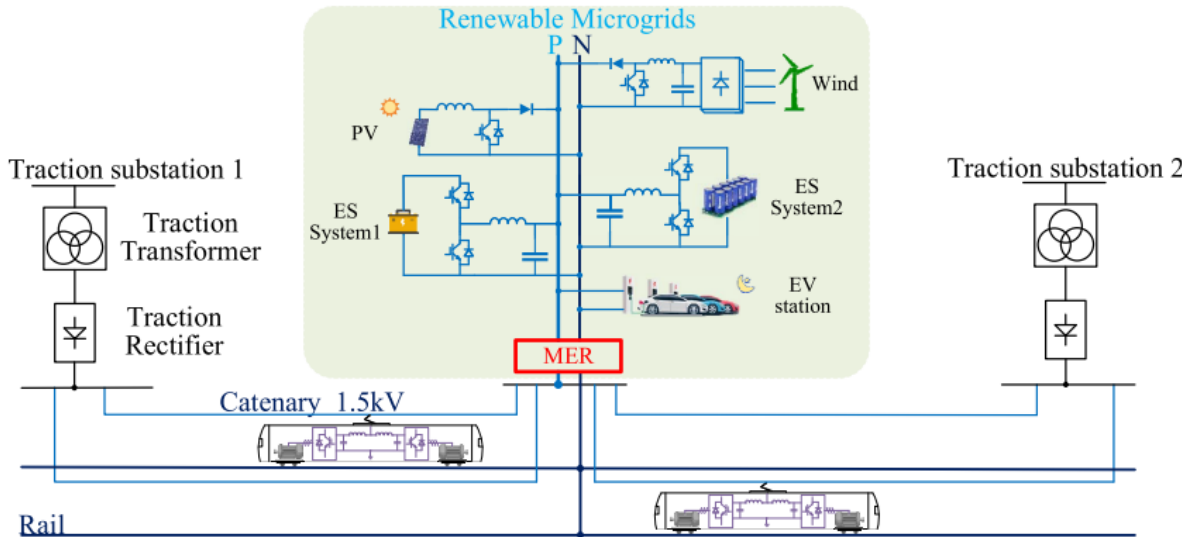 Renewable Microgrids
P N
Wind
PV
Traction substation 1
Traction substation 2
ES
System1
ES
System2
Traction
Transformer
EV
station
Traction
Rectifier
MER
Catenary 1.5kV
Rail